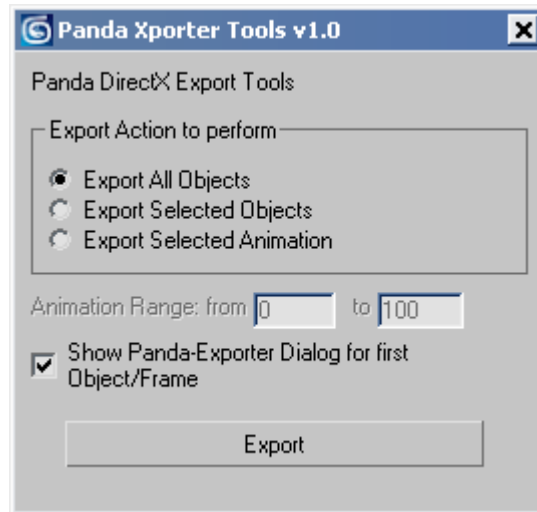 Panda Xporter Tools v1.0
Panda DirectX Export Tools
Export Action to perform
Export All Objects
Export Selected Objects
Export Selected Animation
Animation Range: from 0 to 100
Show Panda-Exporter Dialog for first
Object/Frame
Export